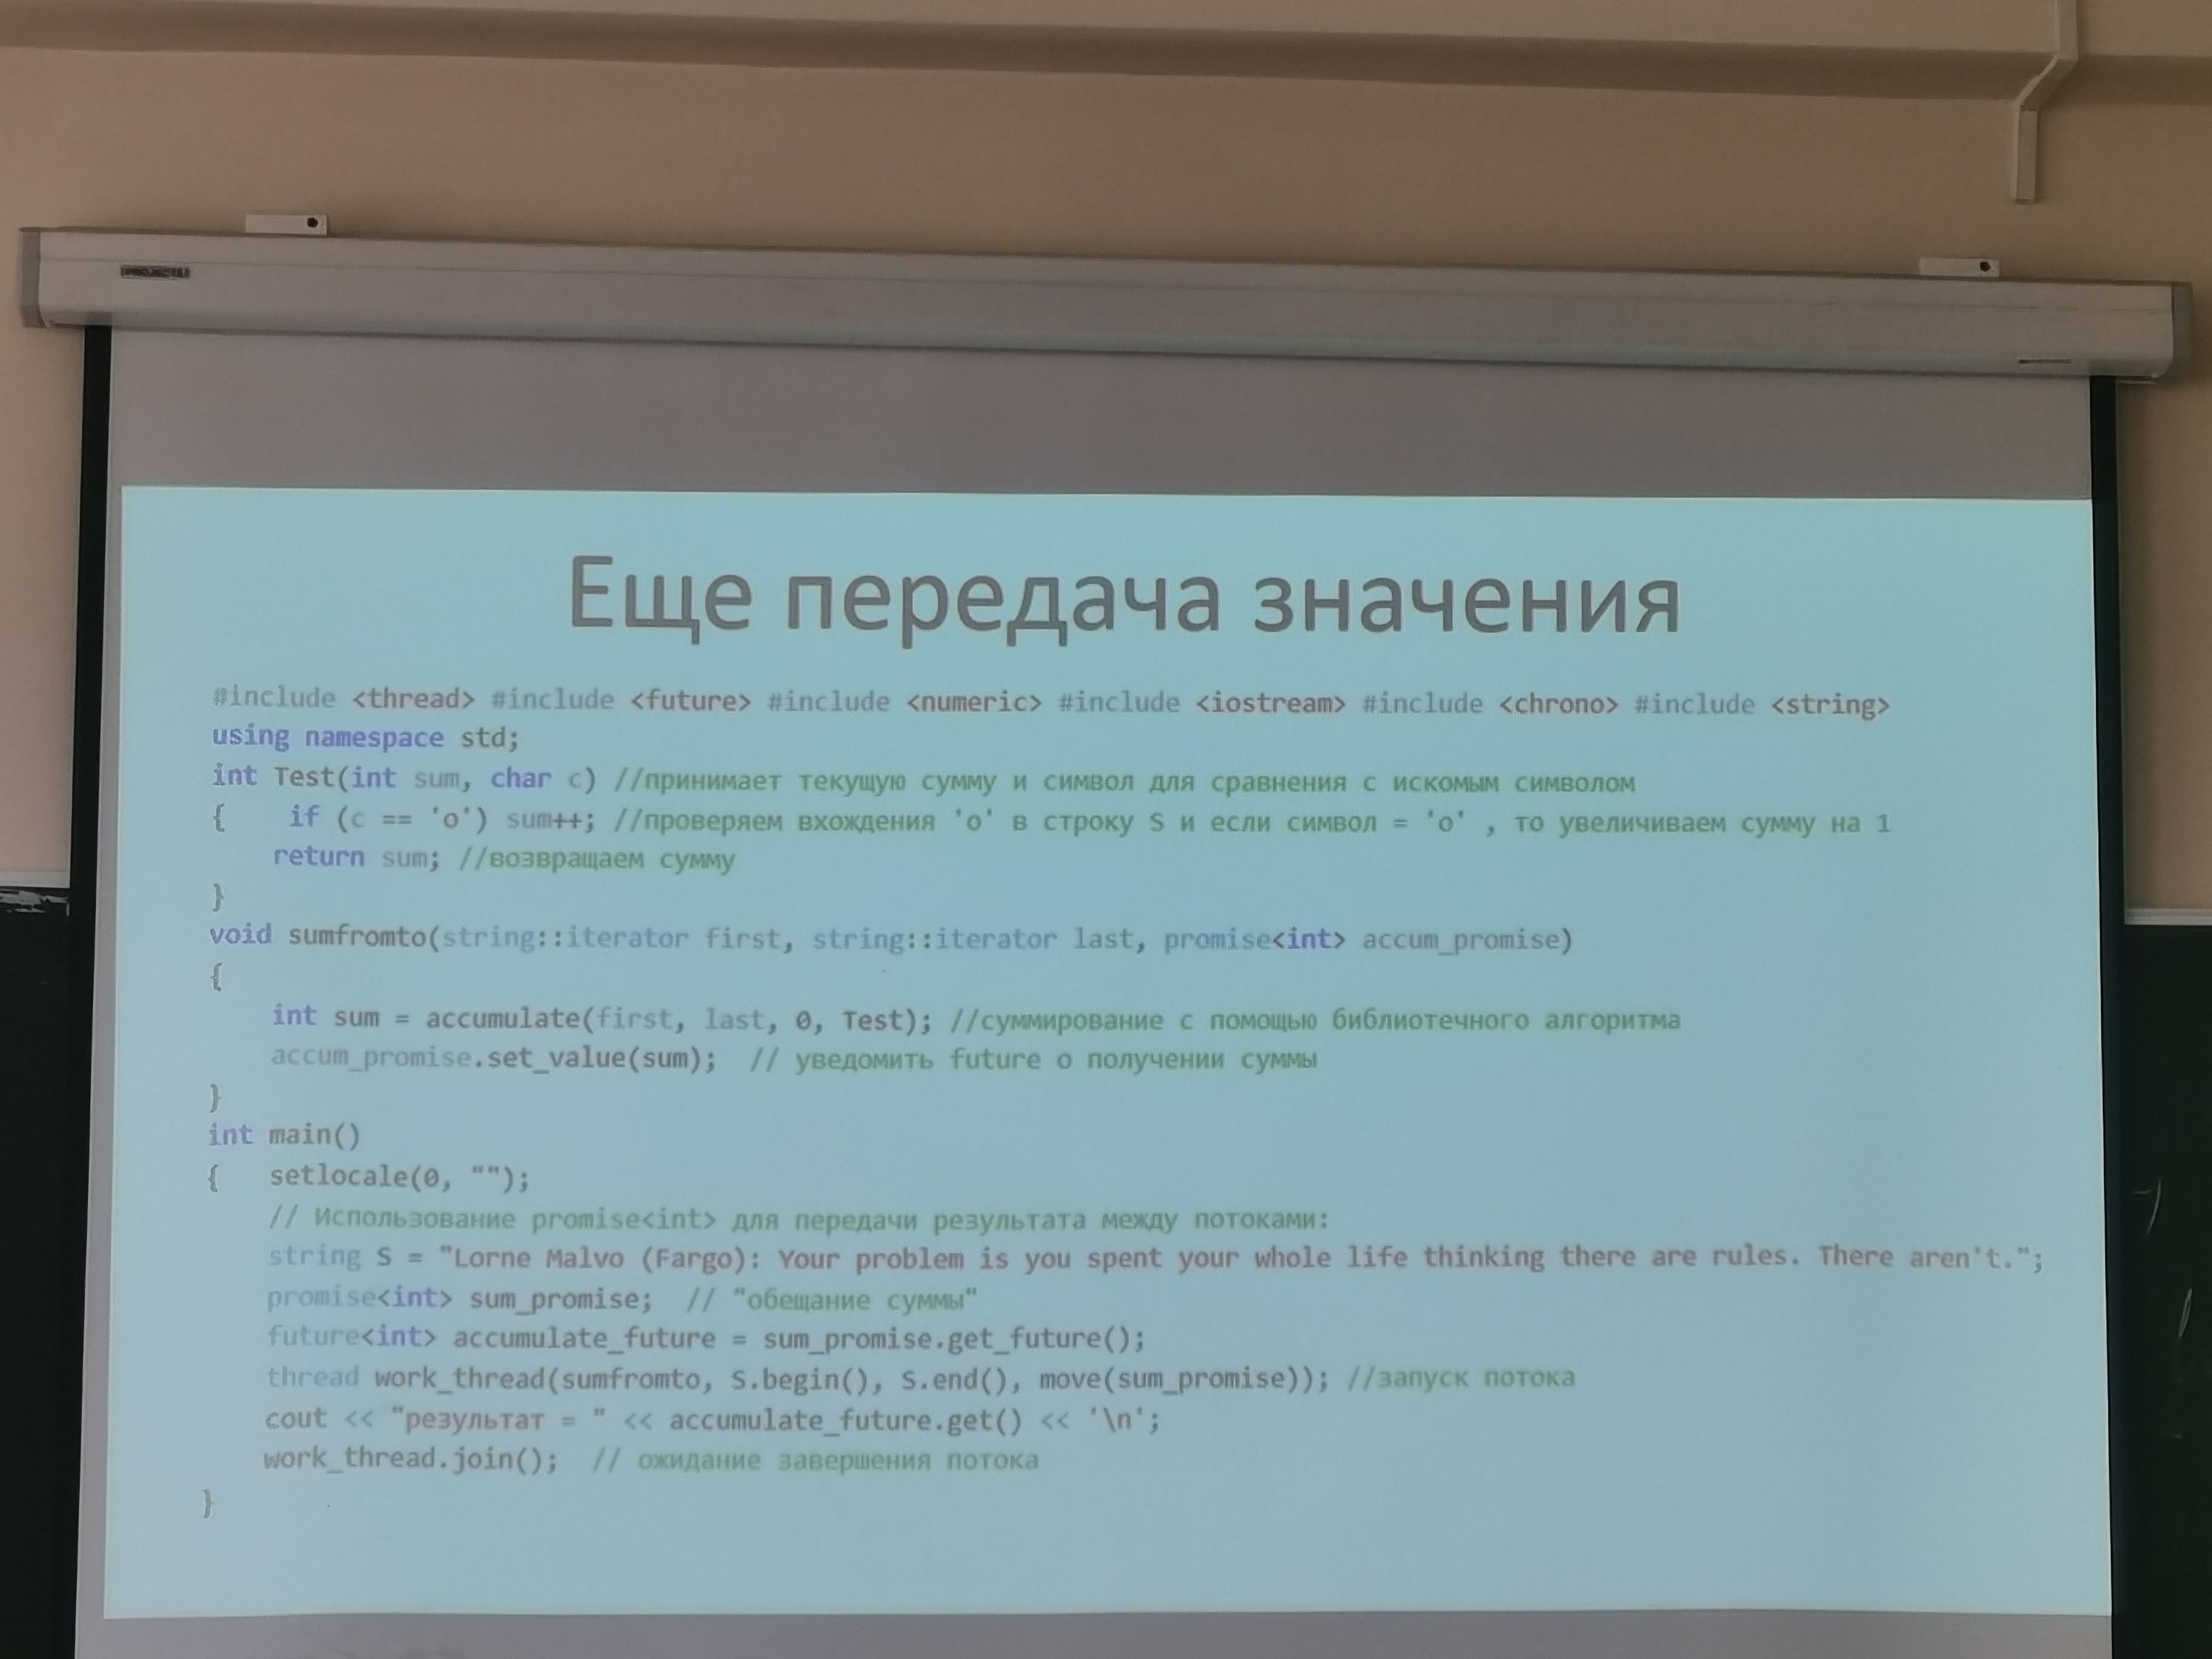 Еще передача значения
#include <thread> #include <future> #include <numeric> #include <iostream> #include <chrono> #include <string>
using namespace std;
int Test(int sum, char c) //принимает текущую сумму и символ для сравнения с искомым символом
{    if (c == 'o') sum++; //проверяем вхождения 'o' в строку S и если символ = 'o' , то увеличиваем сумму на 1
    return sum; //возвращаем сумму
}
void sumfromto(string::iterator first, string::iterator last, promise<int> accum_promise)
{
    int sum = accumulate(first, last, 0, Test); //суммирование с помощью библиотечного алгоритма
    accum_promise.set_value(sum);  // уведомить future о получении суммы
}
int main()
{   setlocale(0, "");
    // Использование promise<int> для передачи результата между потоками:
    string S = "Lorne Malvo (Fargo): Your problem is you spent your whole life thinking there are rules. There aren't.";
    promise<int> sum_promise;  // "обещание суммы"
    future<int> accumulate_future = sum_promise.get_future();
    thread work_thread(sumfromto, S.begin(), S.end(), move(sum_promise)); //запуск потока
    cout << "результат = " << accumulate_future.get() << '\n';
    work_thread.join();  // ожидание завершения потока
}